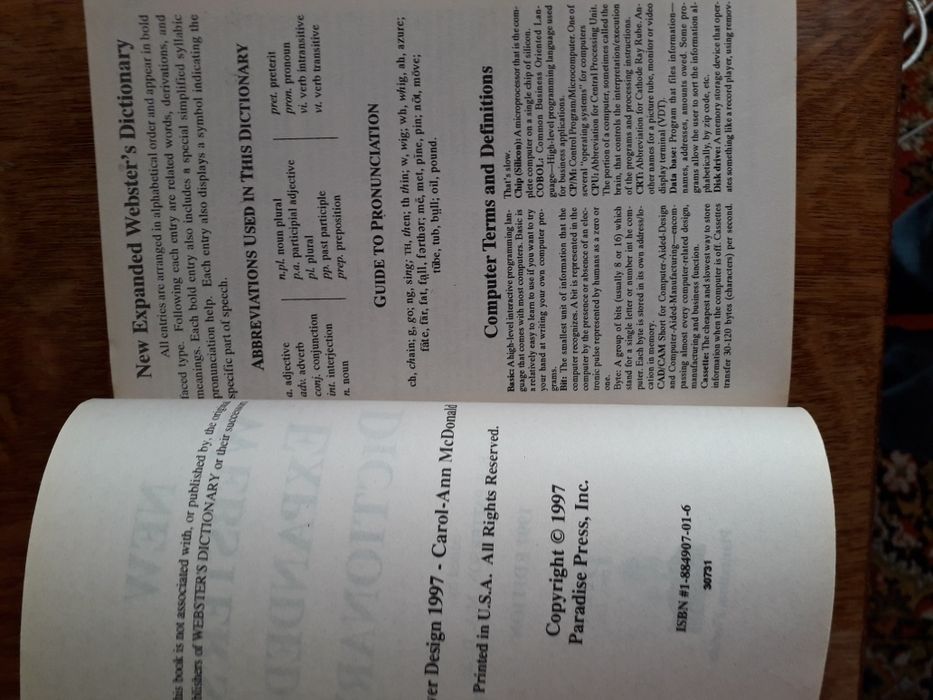 his book is not associated with, or published by, the original
blishers of WEBSTER'S DICTIONARY or their successors
er Design 1997 - Carol-Ann McDonald
Printed in U.S.A. All Rights Reserved.
Copyright © 1997
Paradise Press, Inc.
ISBN #1-884907-01-6
30731
New Expanded Webster's Dictionary
All entries are arranged in alphabetical order and appear in bold
faced type. Following each entry are related words, derivations, and
meanings. Each bold entry also includes a special simplified syllabic
pronunciation help. Each entry also displays a symbol indicating the
specific part of speech.
ABBREVIATIONS USED IN THIS DICTIONARY
a. adjective
adv. adverb
conj. conjunction
int. interjection
n. noun
n.pl. noun plural
p.a. participial adjective
pl. plural
pp. past participle
prep. preposition
pret. preterit
pron. pronoun
vi. verb intransitive
vt. verb transitive
GUIDE TO PRONUNCIATION
ch, chain; g, go; ng, sing; TH, then; th thin; w, wig; wh, whig, ah, azure;
fāte, fär, fat, fạll, fərthər; mē, met, pīne, pin; nōt, möve;
tūbe, tub, bụll; oil, pound.
Computer Terms and Definitions
Basic: A high-level interactive programming lan-
guage that comes with most computers. Basic is
a relatively easy to learn to use if you want to try
your hand at writing your own computer pro-
grams.
Bit: The smallest unit of information that the
computer recognizes. A bit is represented in the
computer by the presence or absence of an elec-
tronic pulse represented by humans as a zero or
one.
Byte: A group of bits (usually 8 or 16) which
stand for a single letter or number int he com-
puter. Each byte is stored in its own address/lo-
cation in memory.
CAD/CAM Short for Computer-Aided-Design
and Computer-Aided-Manufacturing—encom-
passing almost every computer-related design,
manufacturing and business function.
Cassette: The cheapest and slowest way to store
information when the computer is off. Cassettes
transfer 30-120 bytes (characters) per second.
That's slow.
Chip (Silicon): A microprocessor that is the com-
plete computer on a single chip of silicon.
COBOL: Common Business Oriented Lan-
guage—High-level programming language used
for business applications.
CP/M: Control Program/Microcomputer. One of
several "operating systems" for computers
CPU: Abbreviation for Central Processing Unit.
The portion of a computer, sometimes called the
brain, that controls the interpretation/execution
of the programs and processing instructions.
CRT: Abbreviation for Cathode Ray Ruhe. An-
other names for a picture tube, monitor or video
display terminal (VDT).
Data base: Program that files information—
names, addresses, amounts owed. Some pro-
grams allow the user to sort the information al-
phabetically, by zip code, etc.
Disk drive: A memory storage device that oper-
ates something like a record player, using remov-